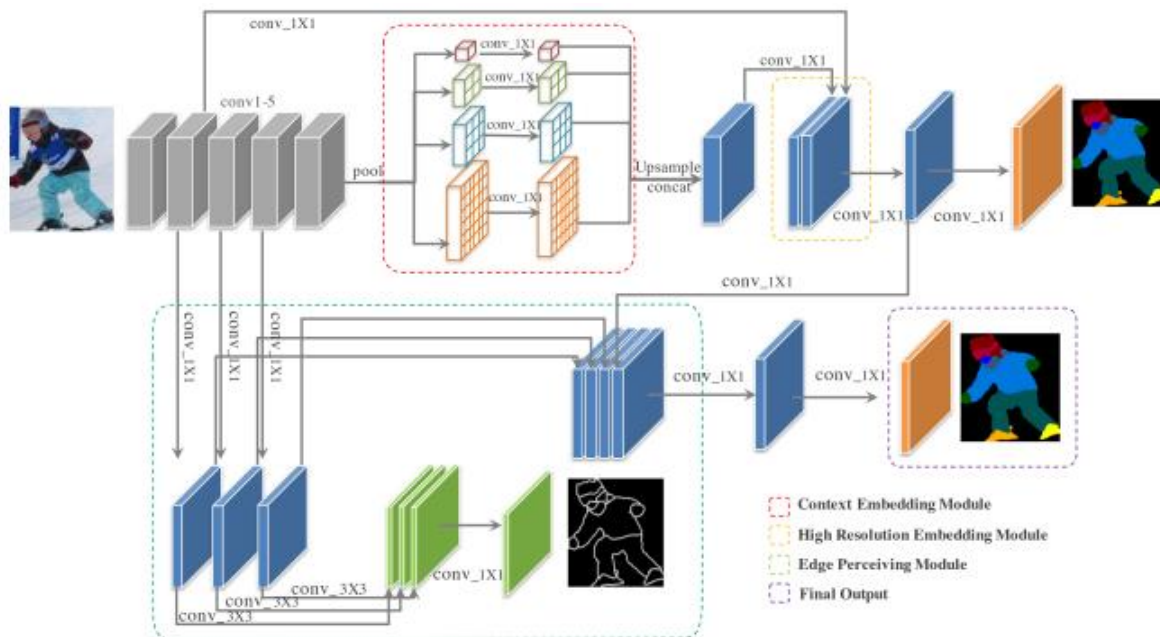 conv_1X1
conv_1X1
conv_1X1
conv1-5
conv_1X1
conv_1X1
pool
Upsample
concat
conv_1X1
conv_1X1
conv_1X1
conv_1X1
conv_1X1
conv_1X1
conv_1X1
conv_1X1
conv_1X1
Context Embedding Module
High Resolution Embedding Module
Edge Perceiving Module
Final Output
conv_1X1
conv_3X3
conv_3X3
conv_3X3